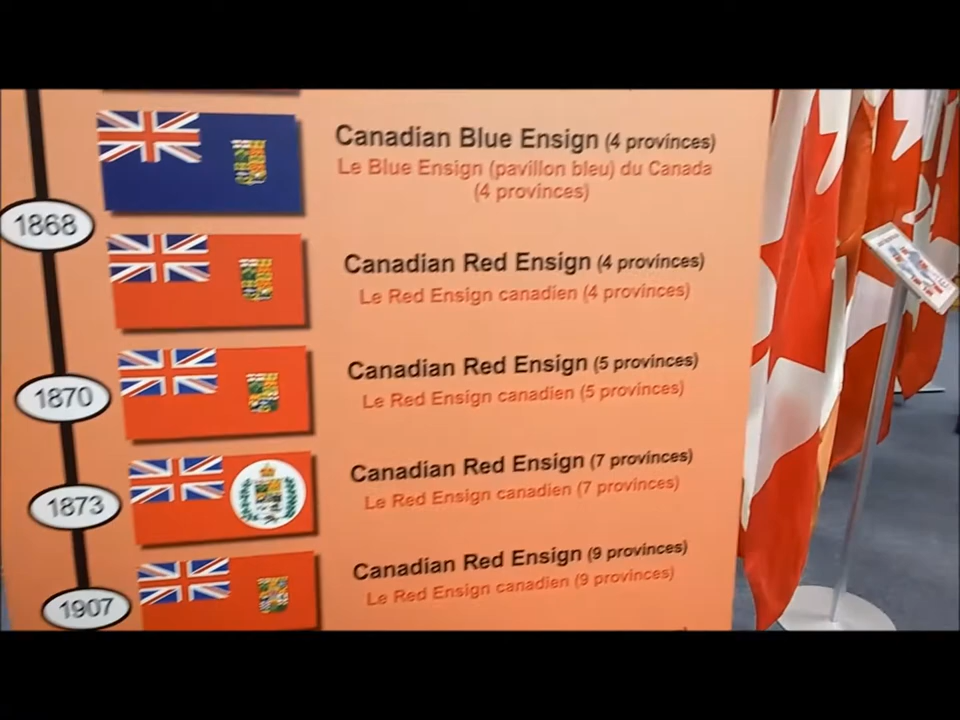 Canadian Blue Ensign (4 provinces)
Le Blue Ensign (pavillon bleu) du Canada
(4 provinces)
1868
Canadian Red Ensign (4 provinces)
Le Red Ensign canadien (4 provinces)
1870
Canadian Red Ensign (5 provinces)
Le Red Ensign canadien (5 provinces)
1873
Canadian Red Ensign (7 provinces)
Le Red Ensign canadien (7 provinces)
1907
Canadian Red Ensign (9 provinces)
Le Red Ensign canadien (9 provinces)